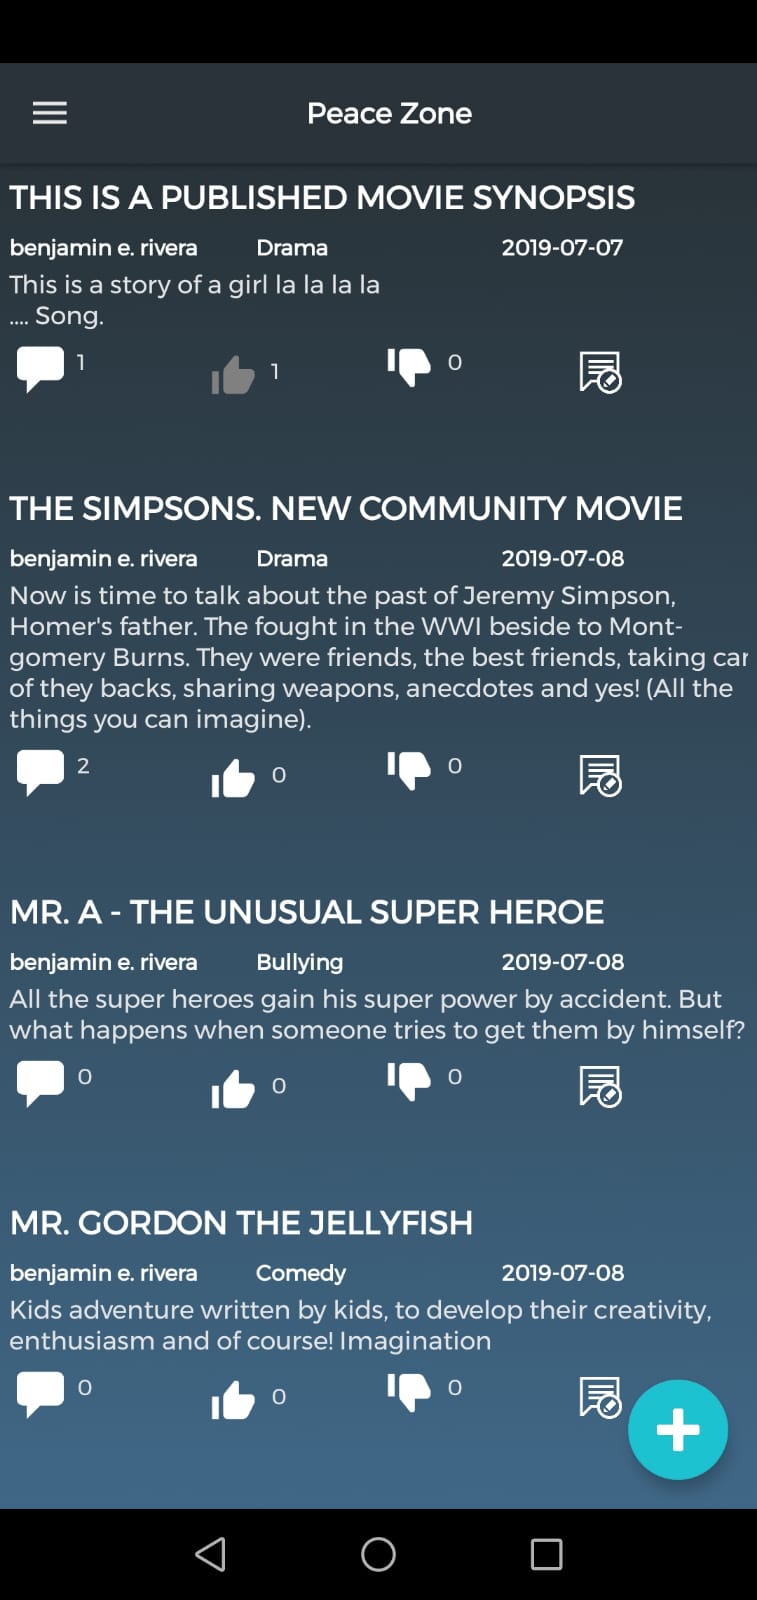 Peace Zone
THIS IS A PUBLISHED MOVIE SYNOPSIS
benjamin e. rivera Drama 2019-07-07
This is a story of a girl la la la la
.... Song.
1 1 0
THE SIMPSONS. NEW COMMUNITY MOVIE
benjamin e. rivera Drama 2019-07-08
Now is time to talk about the past of Jeremy Simpson,
Homer's father. The fought in the WWI beside to Mont-
gomery Burns. They were friends, the best friends, taking car
of they backs, sharing weapons, anecdotes and yes! (All the
things you can imagine).
2 0 0
MR. A - THE UNUSUAL SUPER HEROE
benjamin e. rivera Bullying 2019-07-08
All the super heroes gain his super power by accident. But
what happens when someone tries to get them by himself?
0 0 0
MR. GORDON THE JELLYFISH
benjamin e. rivera Comedy 2019-07-08
Kids adventure written by kids, to develop their creativity,
enthusiasm and of course! Imagination
0 0 0